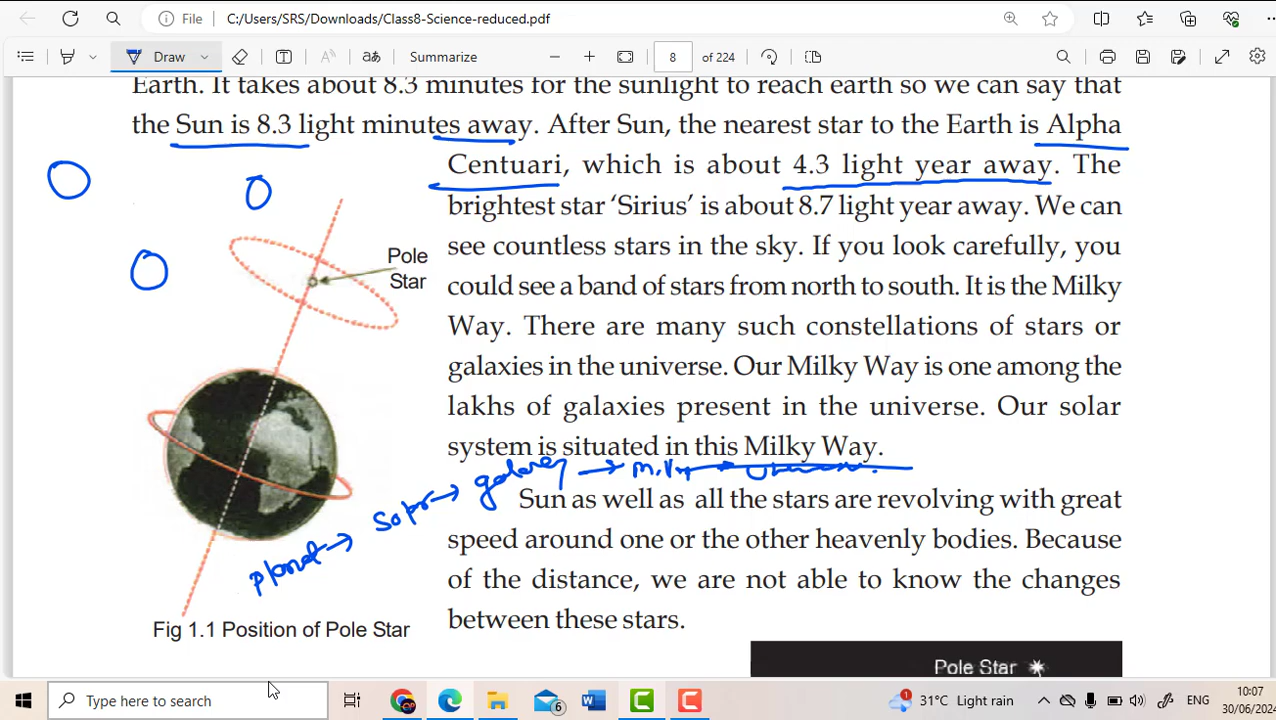 File C:/Users/SRS/Downloads/Class8-Science-reduced.pdf
Draw aあ Summarize 8 of 224
Earth. It takes about 8.3 minutes for the sunlight to reach earth so we can say that
the Sun is 8.3 light minutes away. After Sun, the nearest star to the Earth is Alpha
Centuari, which is about 4.3 light year away. The
brightest star ‘Sirius’ is about 8.7 light year away. We can
see countless stars in the sky. If you look carefully, you
could see a band of stars from north to south. It is the Milky
Way. There are many such constellations of stars or
galaxies in the universe. Our Milky Way is one among the
lakhs of galaxies present in the universe. Our solar
system is situated in this Milky Way.
Sun as well as all the stars are revolving with great
speed around one or the other heavenly bodies. Because
of the distance, we are not able to know the changes
between these stars.
Pole
Star
planet →
Fig 1.1 Position of Pole Star
Pole Star
Type here to search
6
1
31°C Light rain
ENG
10:07
30/06/2024